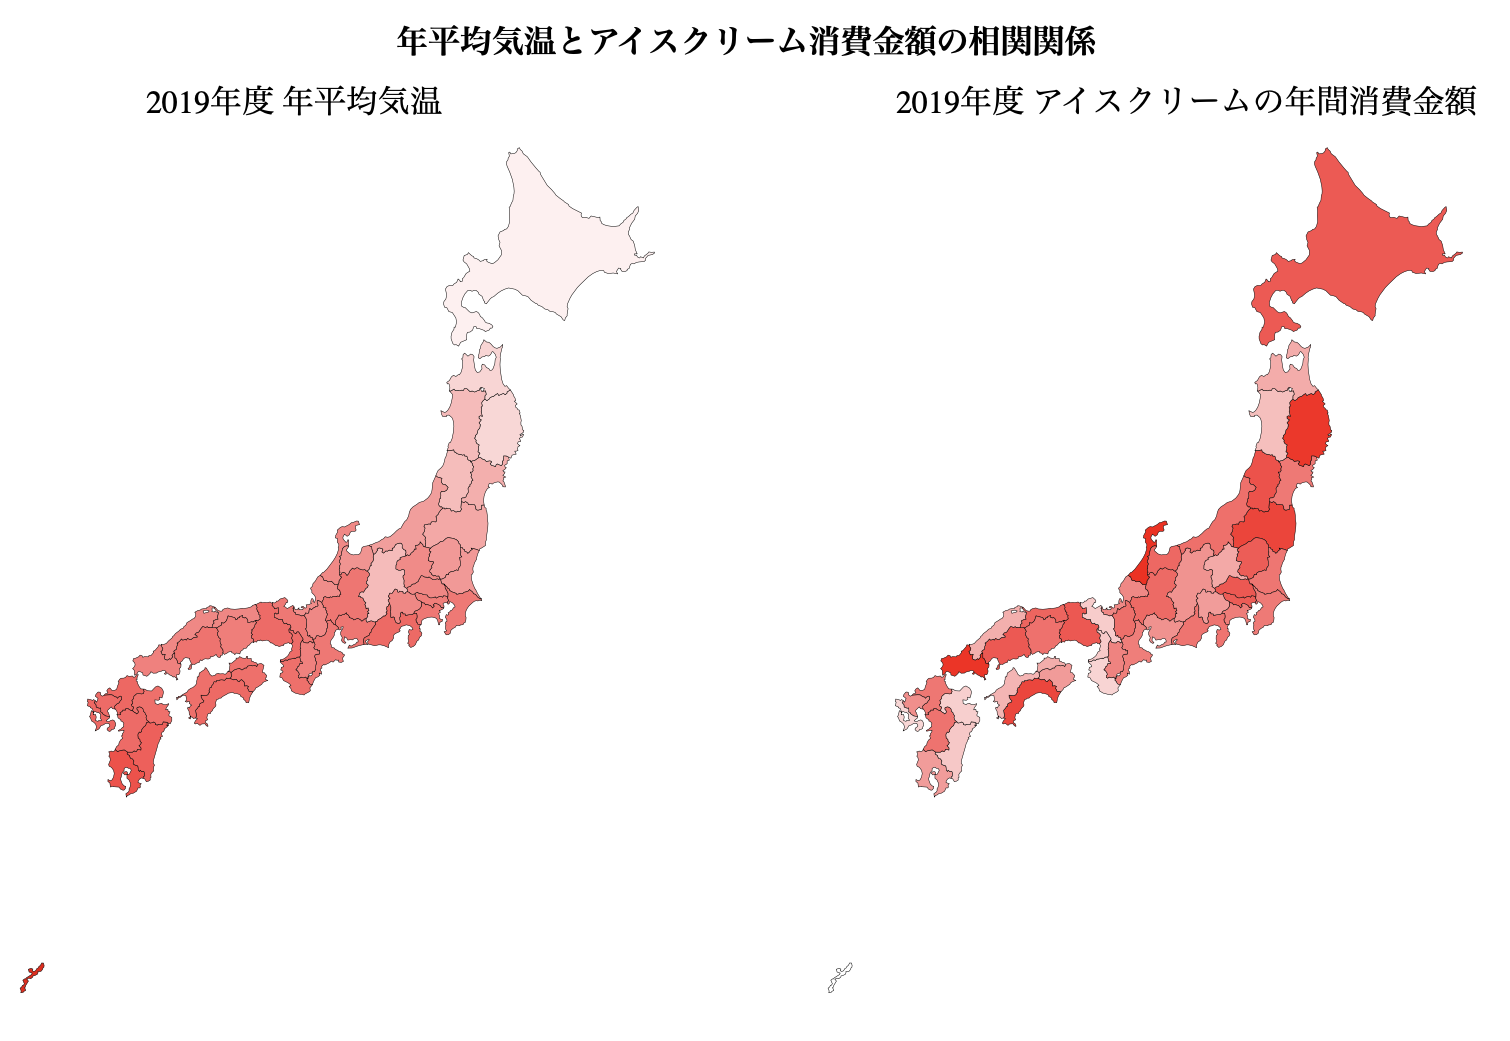 年平均気温とアイスクリーム消費金額の相関関係
2019年度 年平均気温
2019年度 アイスクリームの年間消費金額